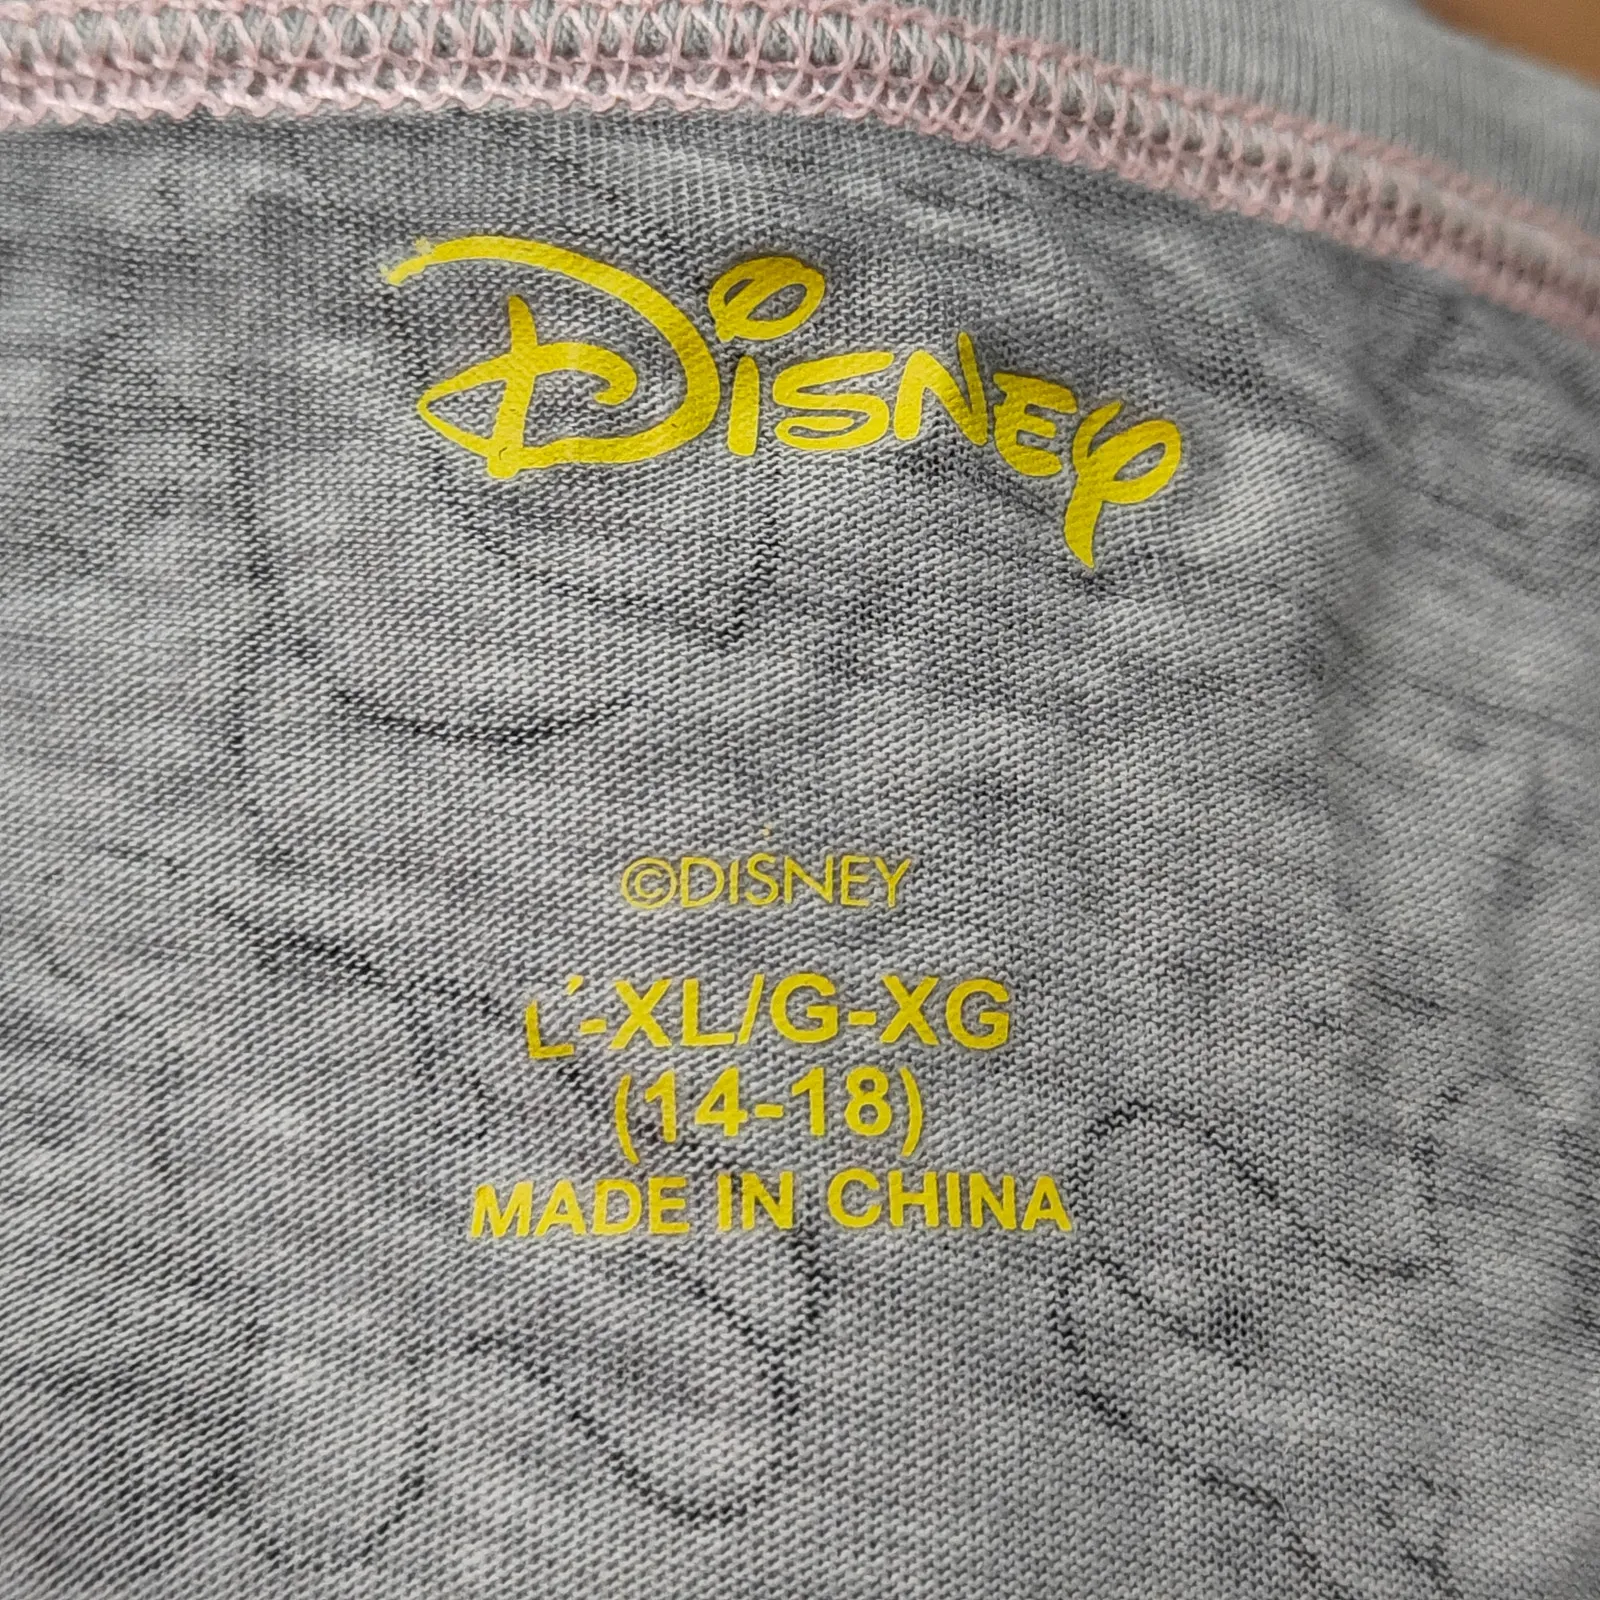 Disney
©DISNEY
L-XL/G-XG
(14-18)
MADE IN CHINA